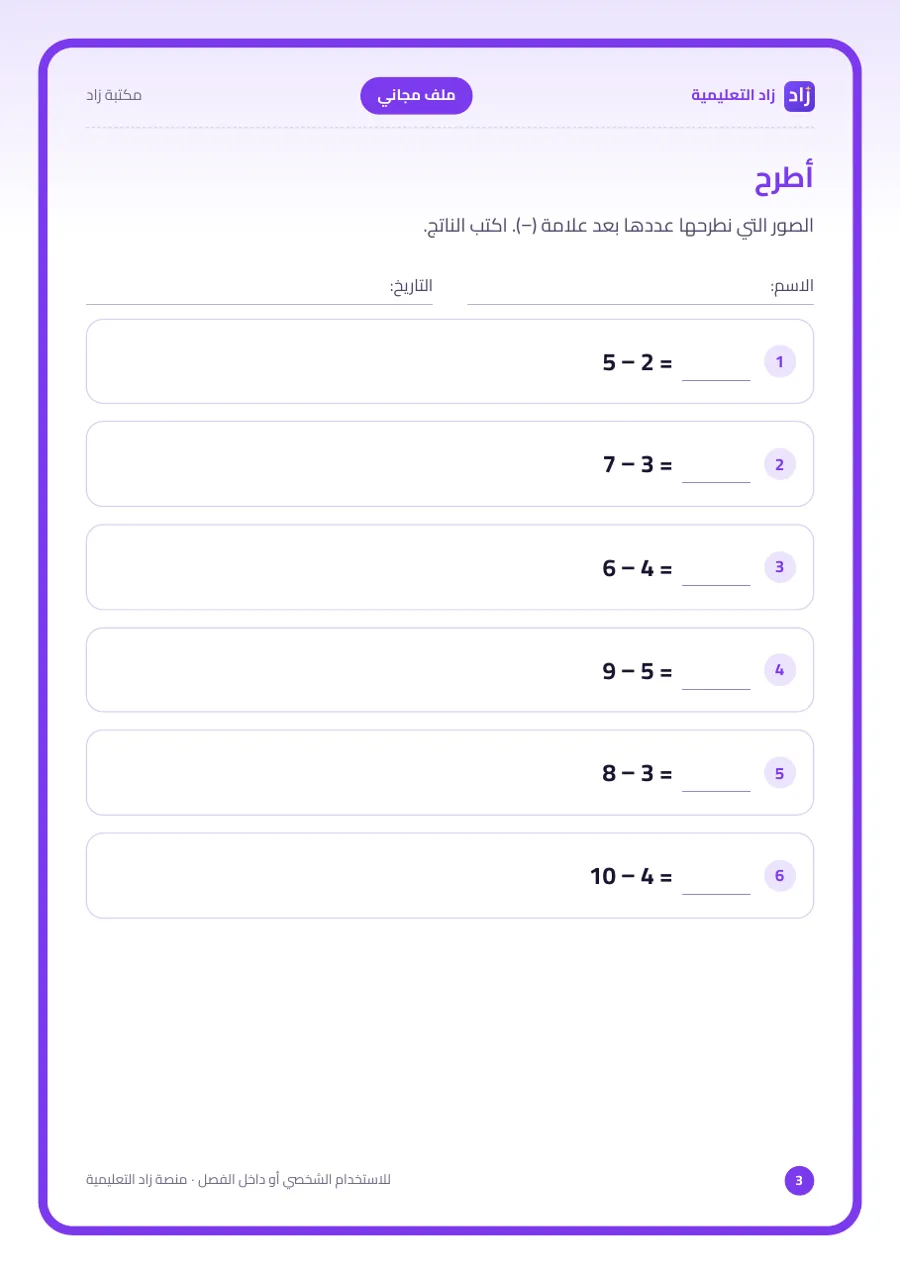 زاد زاد التعليمية
ملف مجاني
مكتبة زاد
أطرح
الصور التي نطرحها عددها بعد علامة (−). اكتب الناتج.
الاسم:
التاريخ:
1 5 − 2 =
2 7 − 3 =
3 6 − 4 =
4 9 − 5 =
5 8 − 3 =
6 10 − 4 =
3
للاستخدام الشخصي أو داخل الفصل · منصة زاد التعليمية